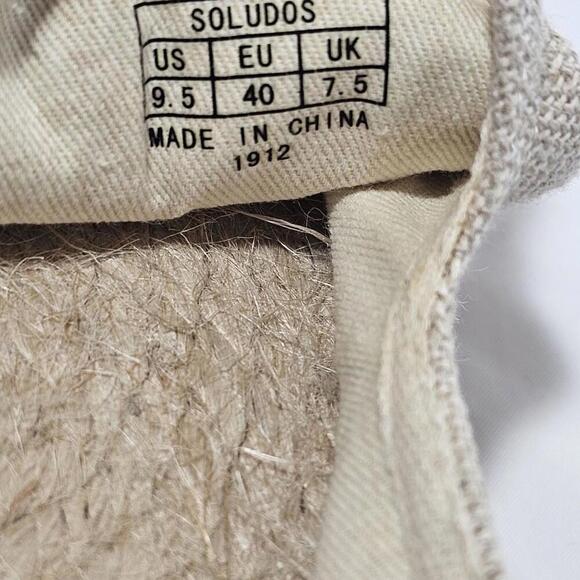 SOLUDOS
US EU UK
9.5 40 7.5
MADE IN CHINA
1912